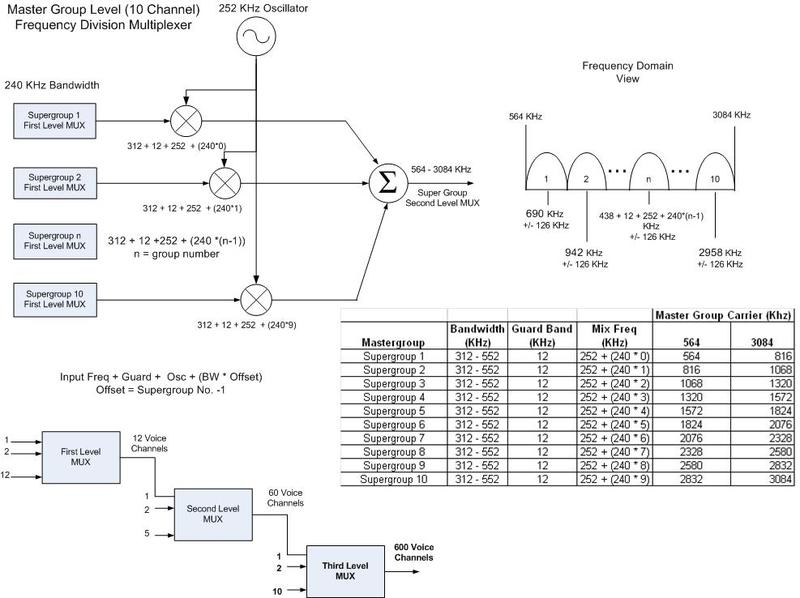 Master Group Level (10 Channel)
Frequency Division Multiplexer
252 KHz Oscillator
240 KHz Bandwidth
Supergroup 1
First Level MUX
312 + 12 + 252 + (240*0)
Supergroup 2
First Level MUX
312 + 12 + 252 + (240*1)
Supergroup n
First Level MUX
312 + 12 +252 + (240 *(n-1))
n = group number
Supergroup 10
First Level MUX
312 + 12 + 252 + (240*9)
Σ
564 - 3084 KHz
Super Group
Second Level MUX
Frequency Domain
View
564 KHz
3084 KHz
1 2 ••• n ••• 10
690 KHz
+/- 126 KHz
438 + 12 + 252 + 240*(n-1)
KHz
+/- 126 KHz
942 KHz
+/- 126 KHz
2958 KHz
+/- 126 KHz
Input Freq + Guard + Osc + (BW * Offset)
Offset = Supergroup No. -1
Master Group Carrier (Khz)
Mastergroup Bandwidth (KHz) Guard Band (KHz) Mix Freq (KHz) 564 3084
Supergroup 1 312 - 552 12 252 + (240 * 0) 564 816
Supergroup 2 312 - 552 12 252 + (240 * 1) 816 1068
Supergroup 3 312 - 552 12 252 + (240 * 2) 1068 1320
Supergroup 4 312 - 552 12 252 + (240 * 3) 1320 1572
Supergroup 5 312 - 552 12 252 + (240 * 4) 1572 1824
Supergroup 6 312 - 552 12 252 + (240 * 5) 1824 2076
Supergroup 7 312 - 552 12 252 + (240 * 6) 2076 2328
Supergroup 8 312 - 552 12 252 + (240 * 7) 2328 2580
Supergroup 9 312 - 552 12 252 + (240 * 8) 2580 2832
Supergroup 10 312 - 552 12 252 + (240 * 9) 2832 3084
1
2
12
First Level
MUX
12 Voice
Channels
1
2
5
Second Level
MUX
60 Voice
Channels
1
2
10
Third Level
MUX
600 Voice
Channels